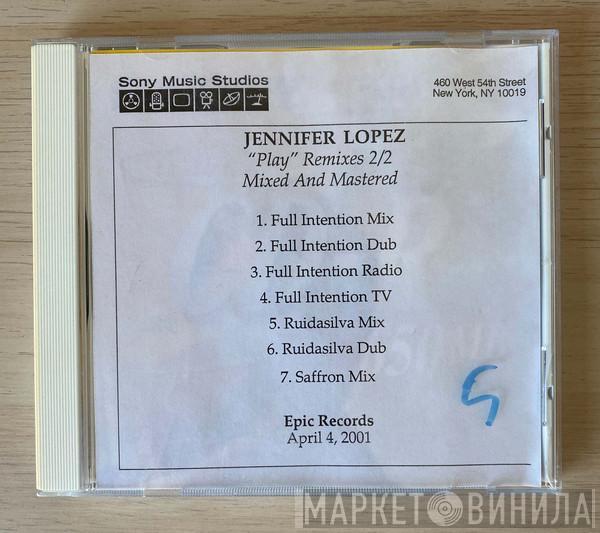 Sony Music Studios
460 West 54th Street
New York, NY 10019
JENNIFER LOPEZ
“Play” Remixes 2/2
Mixed And Mastered
1. Full Intention Mix
2. Full Intention Dub
3. Full Intention Radio
4. Full Intention TV
5. Ruidasilva Mix
6. Ruidasilva Dub
7. Saffron Mix
Epic Records
April 4, 2001
МАРКЕТ ВИНИЛА